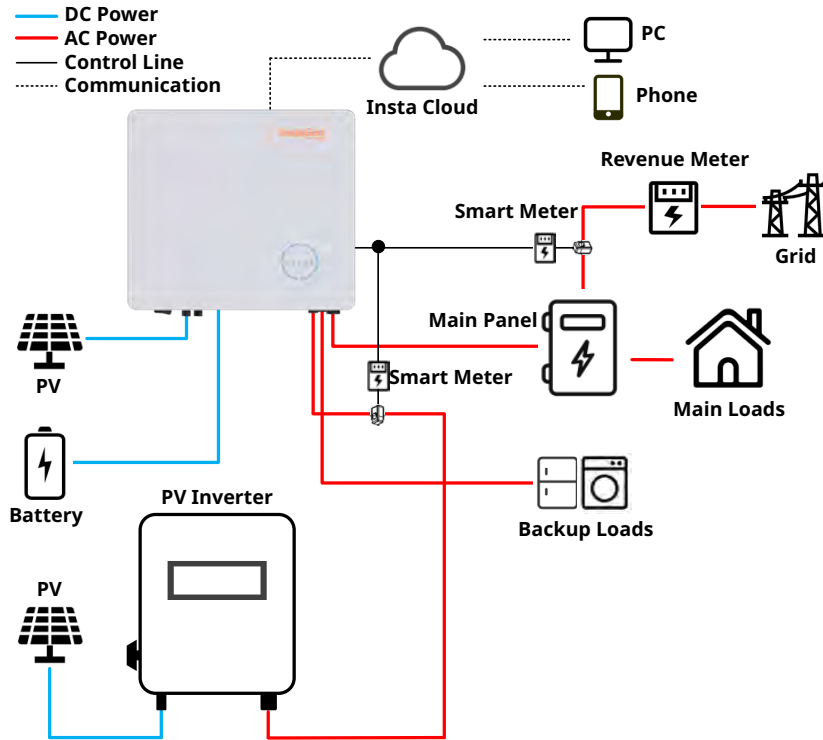 DC Power
AC Power
Control Line
Communication
PC
Insta Cloud
Phone
Revenue Meter
Smart Meter
Grid
Main Panel
PV
Smart Meter
Main Loads
Battery
PV Inverter
Backup Loads
PV